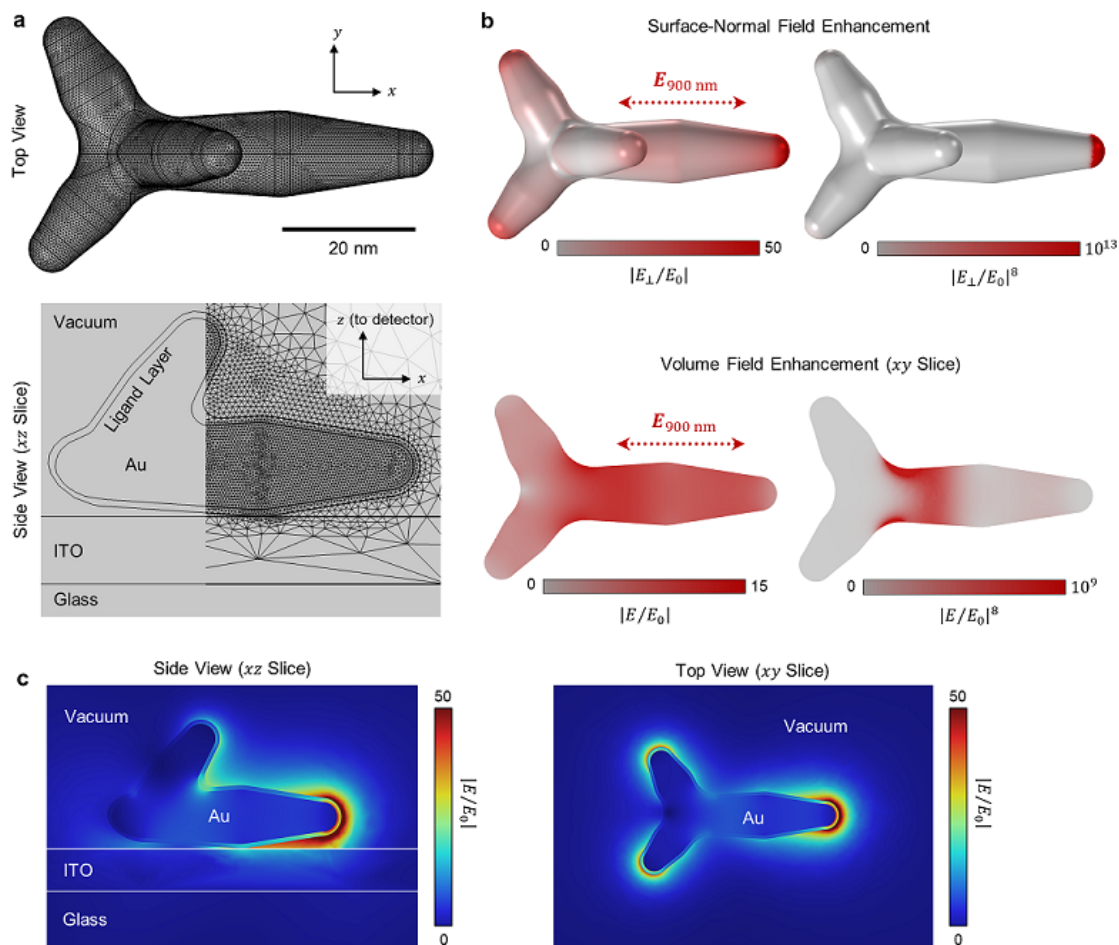 a
Top View
y
x
20 nm
Side View (xz Slice)
Vacuum
Ligand Layer
Au
z (to detector)
x
ITO
Glass
b
Surface-Normal Field Enhancement
E900 nm
0
50
|E⊥/E0|
0
10^13
|E⊥/E0|^8
Volume Field Enhancement (xy Slice)
E900 nm
0
15
|E/E0|
0
10^9
|E/E0|^8
c
Side View (xz Slice)
Vacuum
Au
ITO
Glass
50
|E/E0|
0
Top View (xy Slice)
Vacuum
Au
50
|E/E0|
0